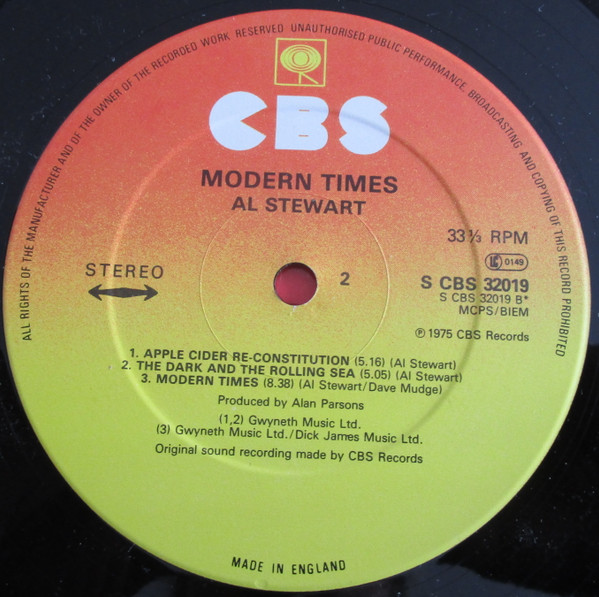 ALL RIGHTS OF THE MANUFACTURER AND OF THE OWNER OF THE RECORDED WORK RESERVED UNAUTHORISED PUBLIC PERFORMANCE, BROADCASTING AND COPYING OF THIS RECORD PROHIBITED
CBS
MODERN TIMES
AL STEWART
33⅓ RPM
LC 0149
STEREO
2
S CBS 32019
S CBS 32019 B*
MCPS/BIEM
℗ 1975 CBS Records
1. APPLE CIDER RE-CONSTITUTION (5.16) (Al Stewart)
2. THE DARK AND THE ROLLING SEA (5.05) (Al Stewart)
3. MODERN TIMES (8.38) (Al Stewart/Dave Mudge)
Produced by Alan Parsons
(1,2) Gwyneth Music Ltd.
(3) Gwyneth Music Ltd./Dick James Music Ltd.
Original sound recording made by CBS Records
MADE IN ENGLAND